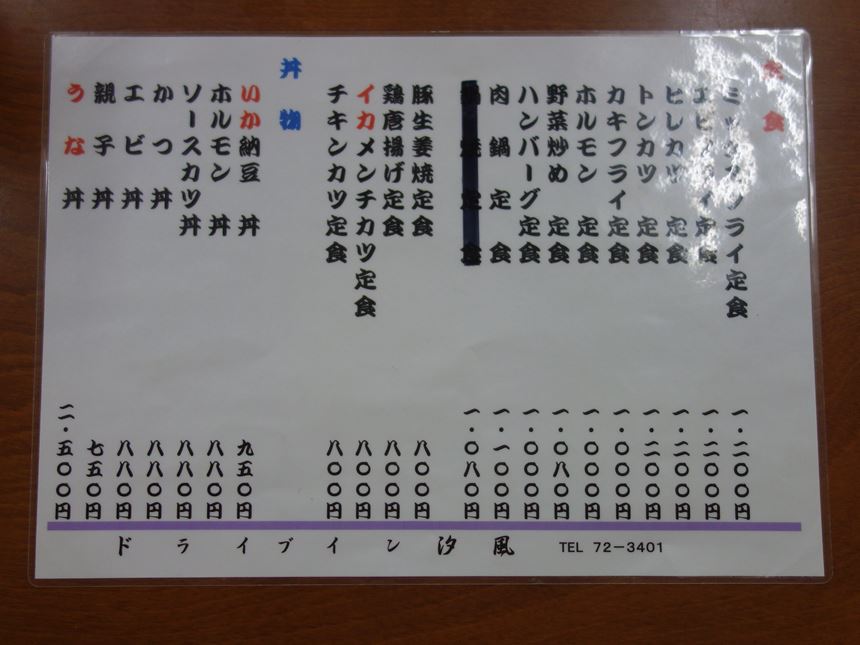 定食
ミックスフライ定食 一・二〇〇円
エビフライ定食 一・二〇〇円
ヒレカツ定食 一・二〇〇円
トンカツ定食 一・二〇〇円
カキフライ定食 一・〇〇〇円
ホルモン定食 一・〇〇〇円
野菜炒め定食 一・〇八〇円
ハンバーグ定食 一・〇〇〇円
肉鍋定食 一・一〇〇円
焼定食 一・〇八〇円
豚生姜焼定食 八〇〇円
鶏唐揚げ定食 八〇〇円
イカメンチカツ定食 八〇〇円
チキンカツ定食 八〇〇円
丼物
いか納豆丼 九五〇円
ホルモン丼 八八〇円
ソースカツ丼 八八〇円
かつ丼 八八〇円
エビ丼 八八〇円
親子丼 七五〇円
うな丼 二・五〇〇円
ドライブイン汐風 TEL 72-3401